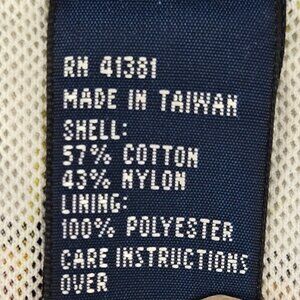 RN 41381
MADE IN TAIWAN
SHELL:
57% COTTON
43% NYLON
LINING:
100% POLYESTER
CARE INSTRUCTIONS
OVER